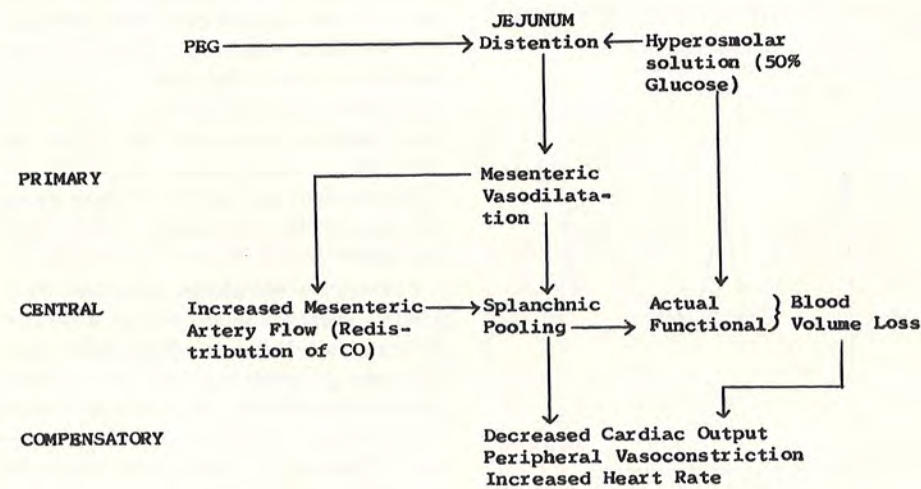 JEJUNUM
PEG Distention Hyperosmolar
solution (50%
Glucose)
PRIMARY Mesenteric
Vasodilata-
tion
CENTRAL Increased Mesenteric Splanchnic Actual Blood
Artery Flow (Redis- Pooling Functional Volume Loss
tribution of CO)
COMPENSATORY Decreased Cardiac Output
Peripheral Vasoconstriction
Increased Heart Rate